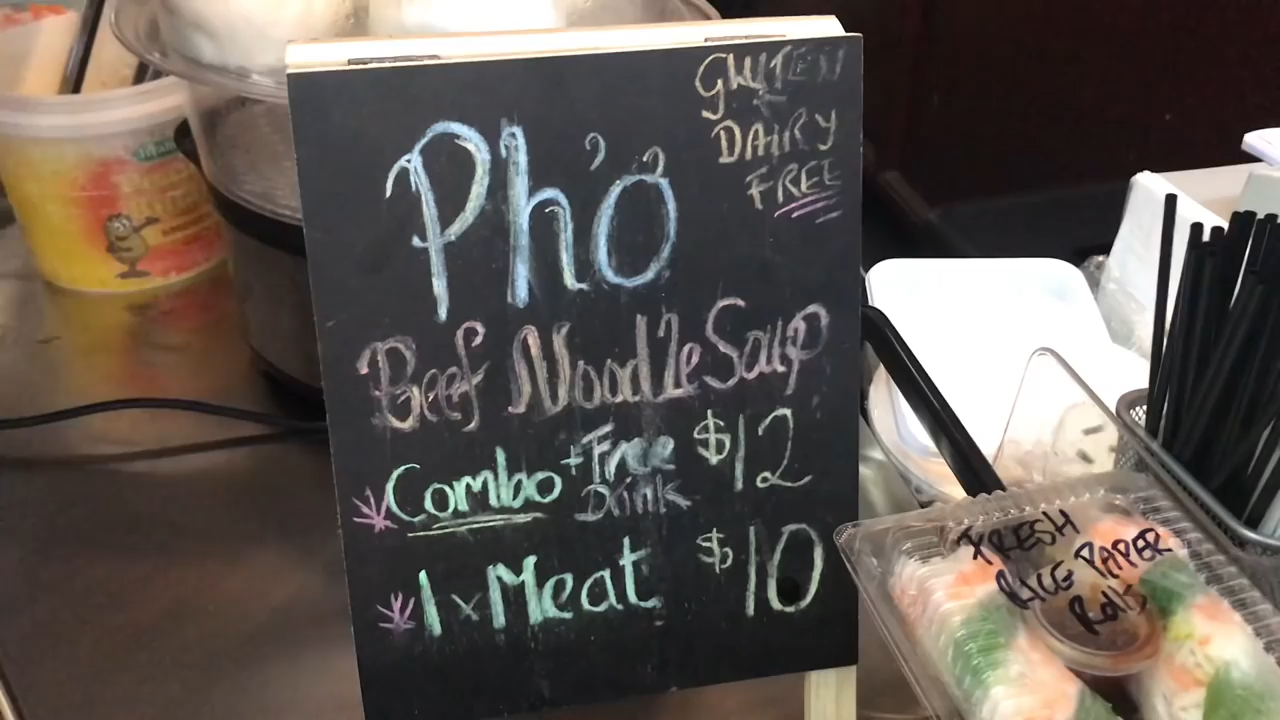 GLUTEN
+
DAIRY
FREE
Phở
Beef Noodle Soup
Combo + Free Drink $12
1 x Meat $10
FRESH
RICE PAPER
Rolls